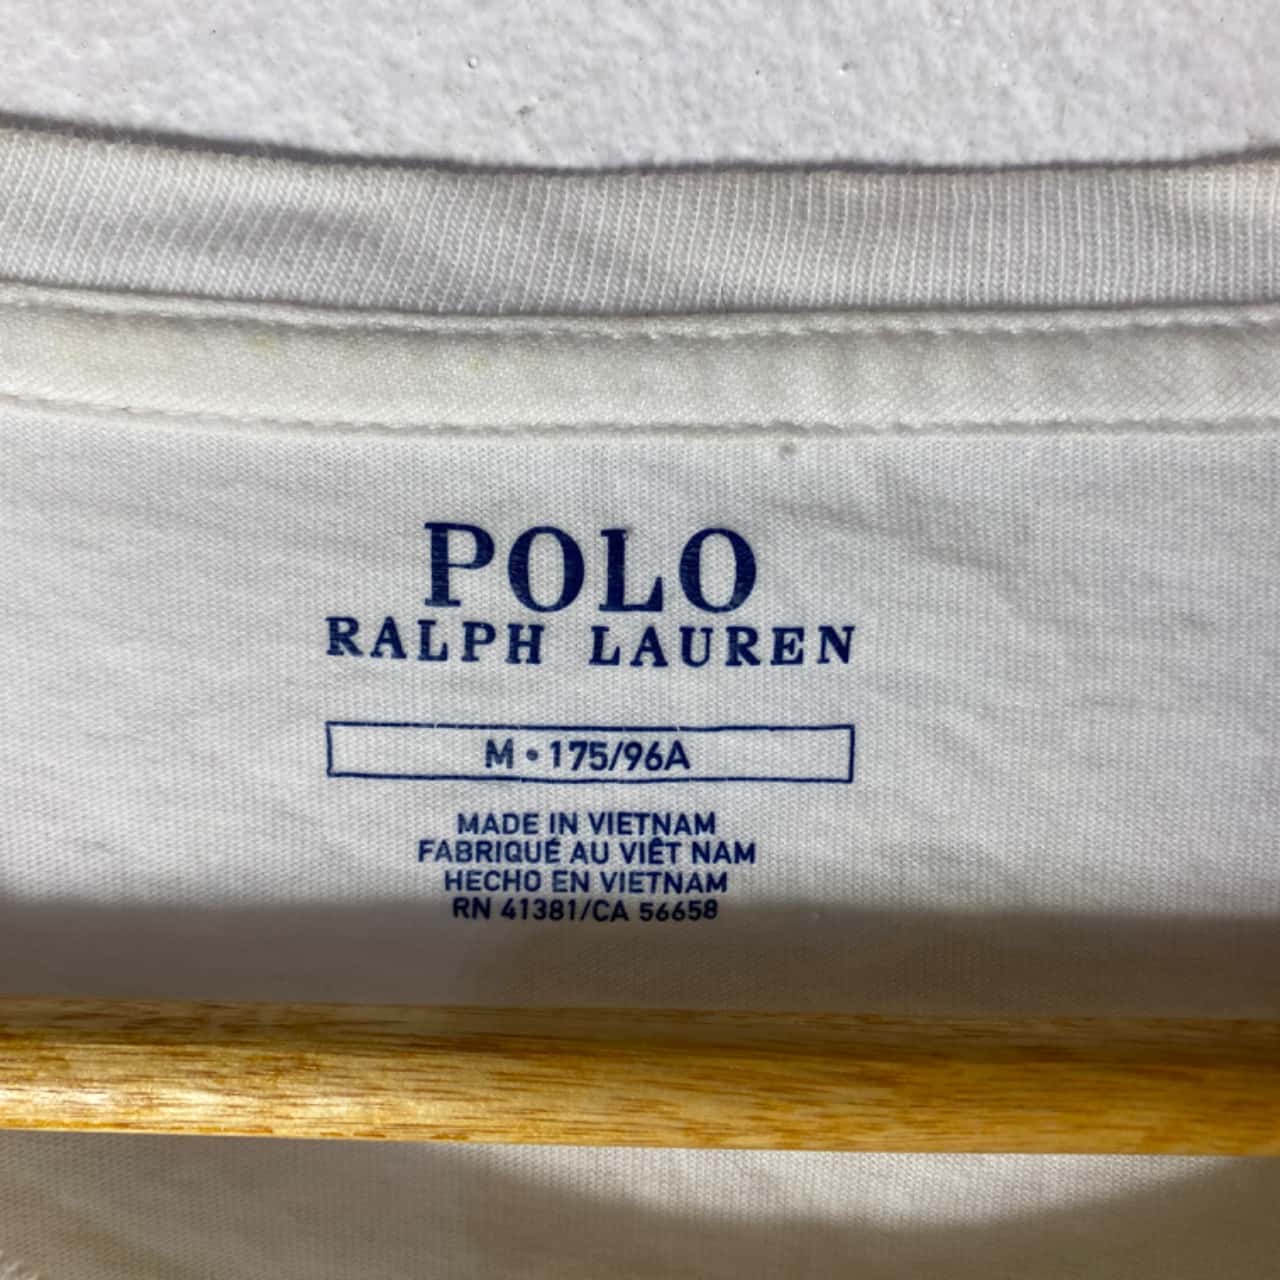 POLO
RALPH LAUREN
M • 175/96A
MADE IN VIETNAM
FABRIQUÉ AU VIÊT NAM
HECHO EN VIETNAM
RN 41381/CA 56658